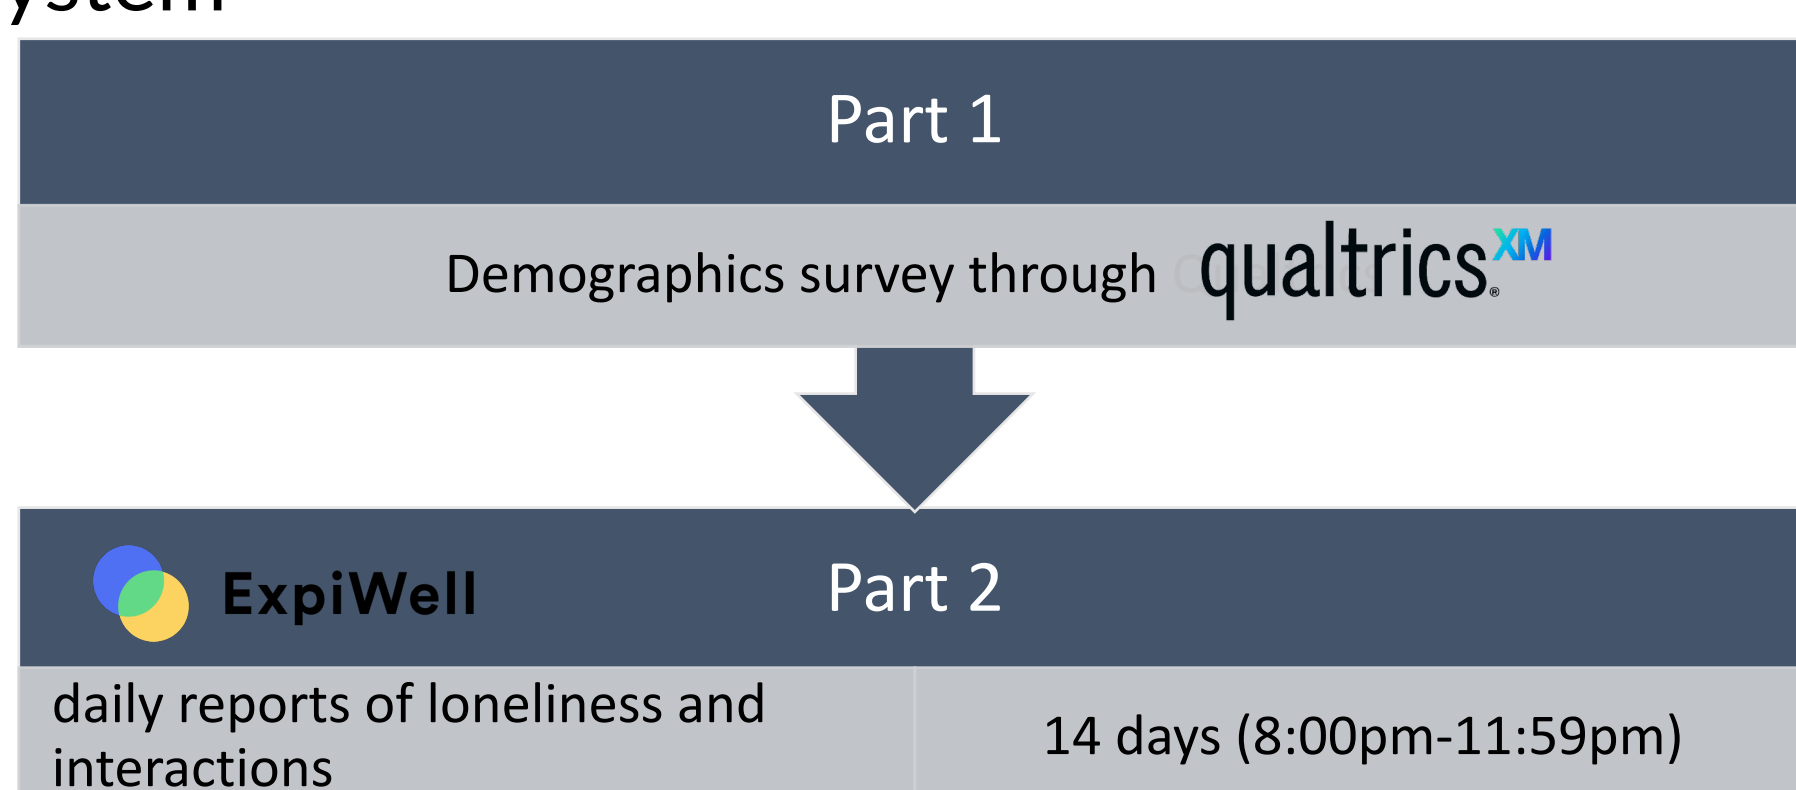 ystem
Part 1
Demographics survey through qualtrics.XM
®
ExpiWell
Part 2
daily reports of loneliness and
interactions
14 days (8:00pm-11:59pm)